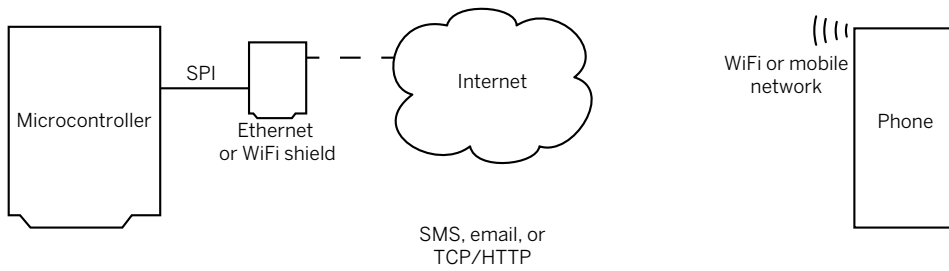 Microcontroller
SPI
Ethernet
or WiFi shield
Internet
SMS, email, or
TCP/HTTP
WiFi or mobile
network
Phone